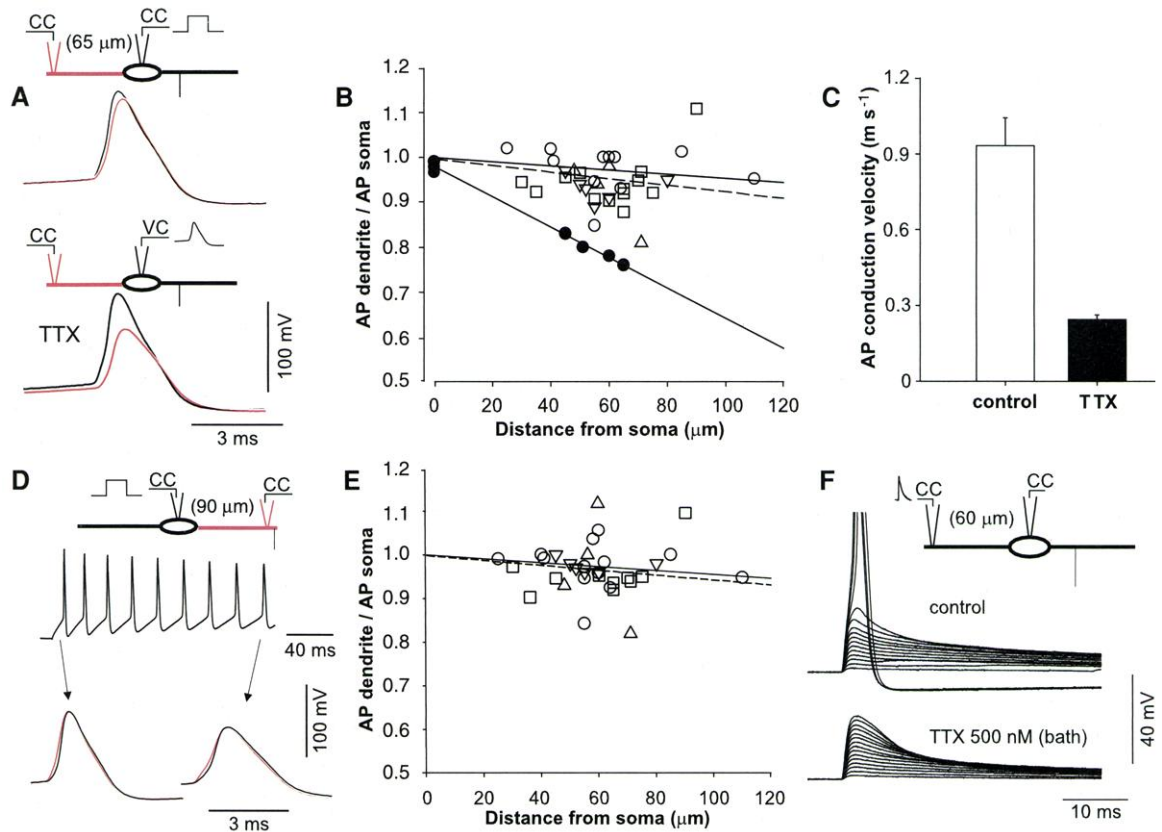 A
CC
(65 μm)
CC
CC
VC
TTX
100 mV
3 ms
B
AP dendrite / AP soma
1.2
1.1
1.0
0.9
0.8
0.7
0.6
0.5
0 20 40 60 80 100 120
Distance from soma (μm)
C
AP conduction velocity (m s⁻¹)
1.2
0.9
0.6
0.3
0
control TTX
D
CC
(90 μm)
CC
40 ms
100 mV
3 ms
E
AP dendrite / AP soma
1.2
1.1
1.0
0.9
0.8
0.7
0.6
0.5
0 20 40 60 80 100 120
Distance from soma (μm)
F
CC
(60 μm)
CC
control
TTX 500 nM (bath)
40 mV
10 ms